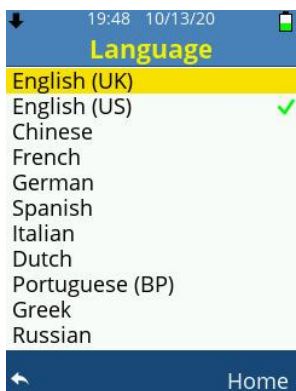 19:48 10/13/20
Language
English (UK)
English (US)
Chinese
French
German
Spanish
Italian
Dutch
Portuguese (BP)
Greek
Russian
Home